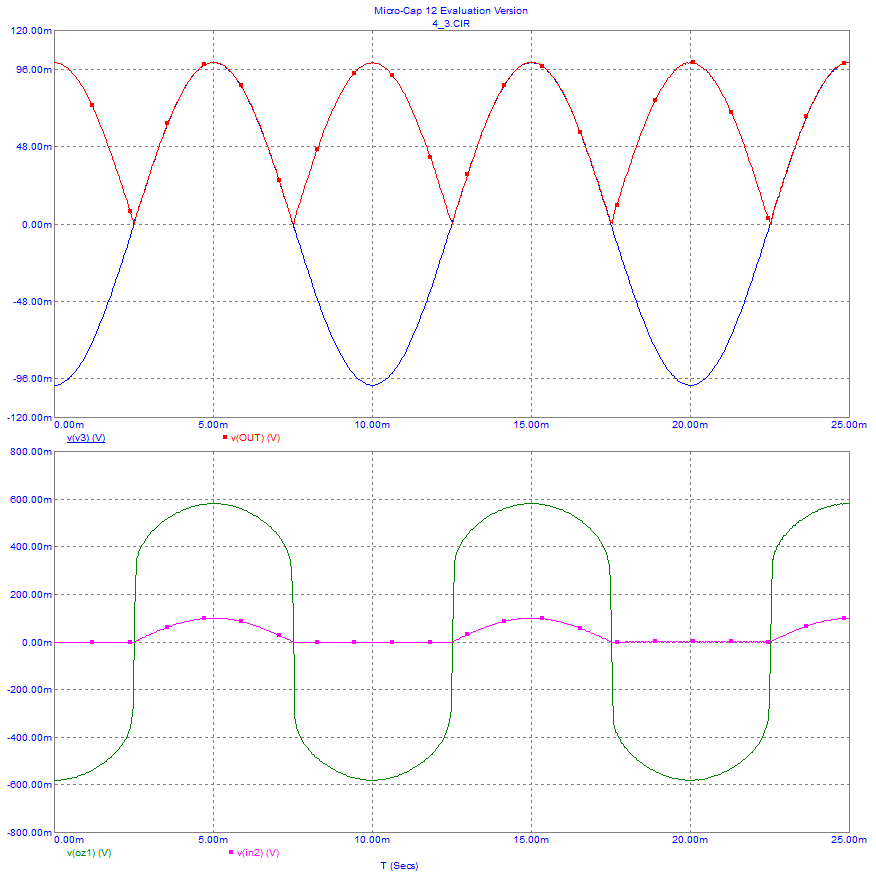 Micro-Cap 12 Evaluation Version
4_3.CIR
120.00m
96.00m
48.00m
0.00m
-48.00m
-96.00m
-120.00m
0.00m 5.00m 10.00m 15.00m 20.00m 25.00m
v(v3) (V) v(OUT) (V)
800.00m
600.00m
400.00m
200.00m
0.00m
-200.00m
-400.00m
-600.00m
-800.00m
0.00m 5.00m 10.00m 15.00m 20.00m 25.00m
v(oz1) (V) v(in2) (V)
T (Secs)